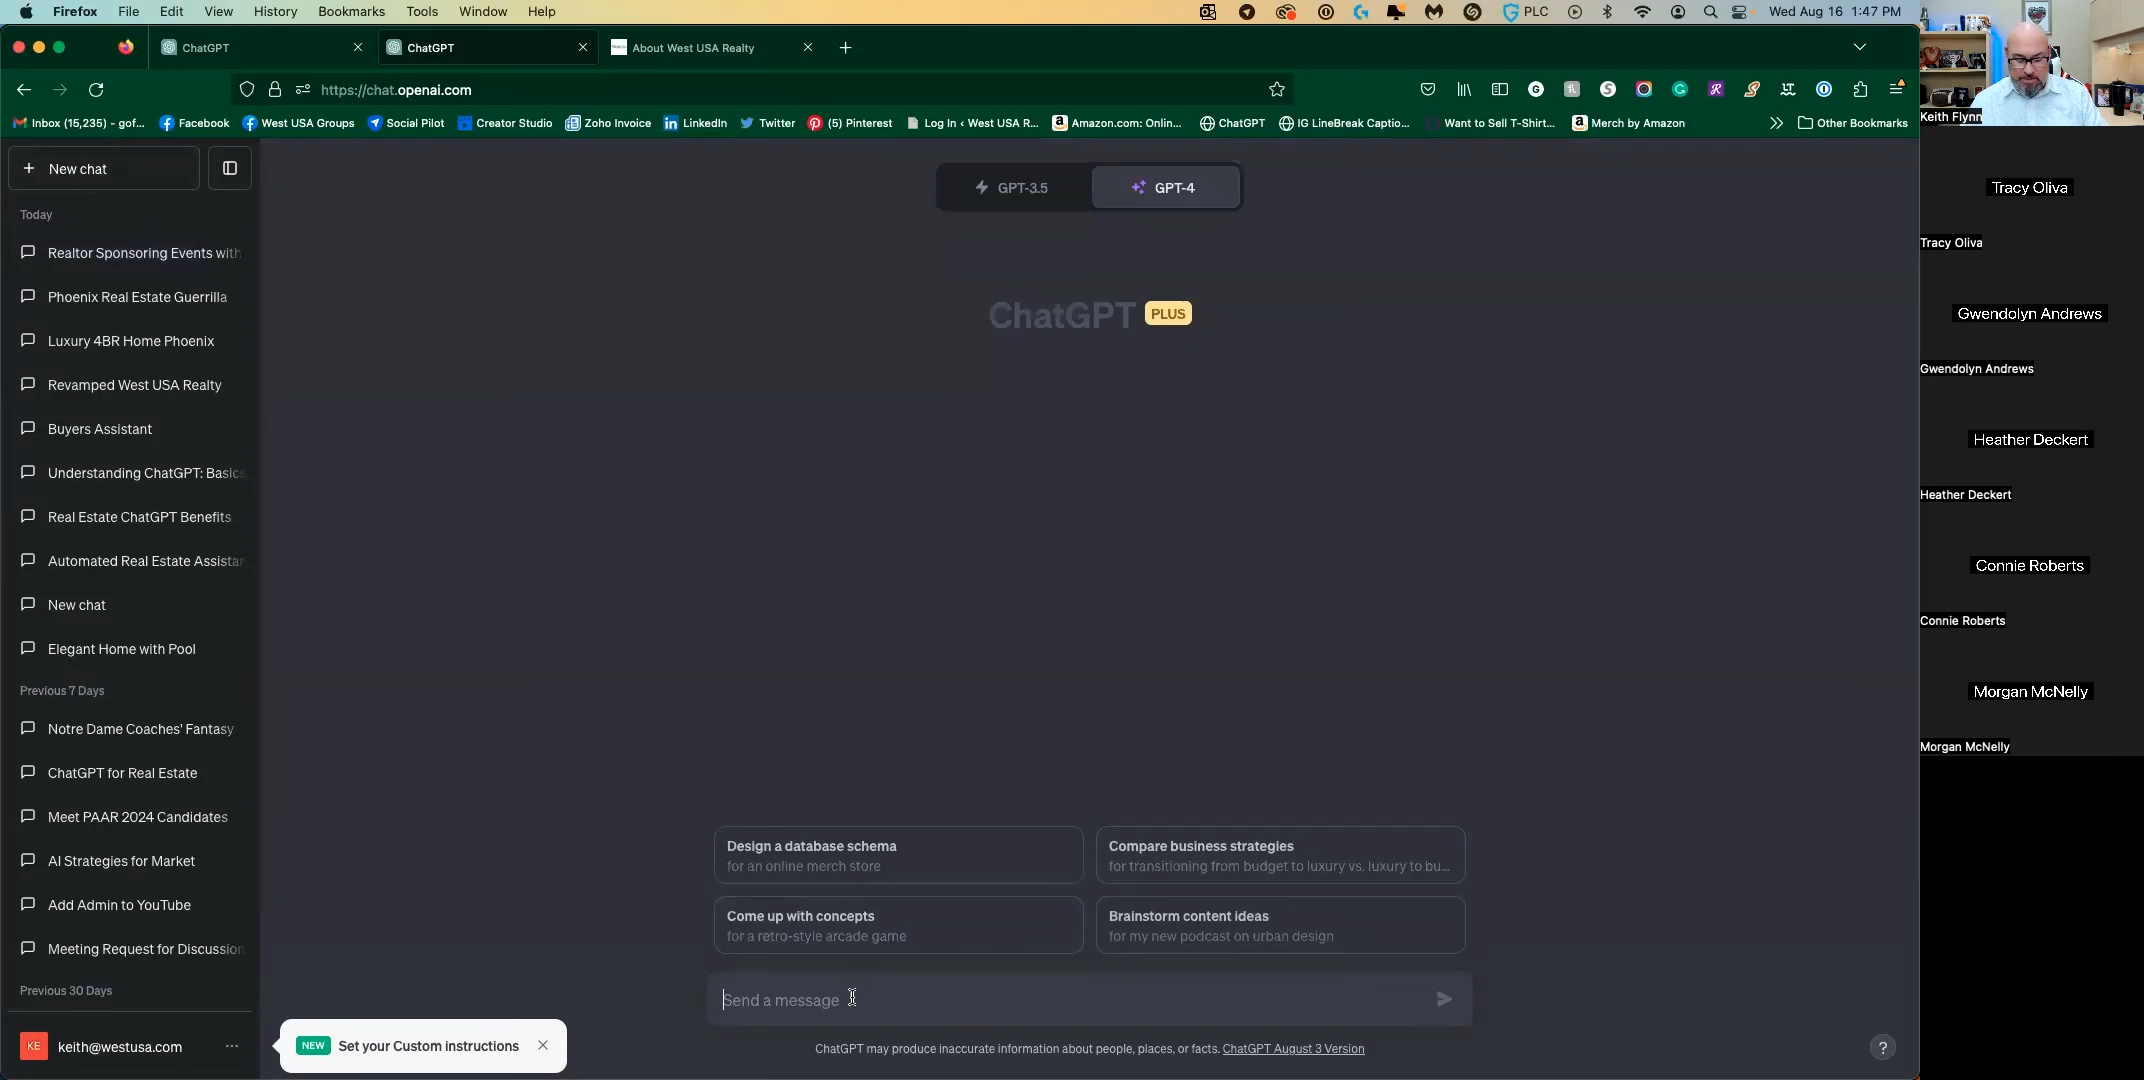 Firefox File Edit View History Bookmarks Tools Window Help PLC Wed Aug 16 1:47 PM
ChatGPT ChatGPT About West USA Realty
https://chat.openai.com
Inbox (15,235) - gof... Facebook West USA Groups Social Pilot Creator Studio Zoho Invoice LinkedIn Twitter (5) Pinterest Log In ‹ West USA R... Amazon.com: Onlin... ChatGPT IG LineBreak Captio... Want to Sell T-Shirt... Merch by Amazon Other Bookmarks
New chat
Today
Realtor Sponsoring Events with
Phoenix Real Estate Guerrilla
Luxury 4BR Home Phoenix
Revamped West USA Realty
Buyers Assistant
Understanding ChatGPT: Basics
Real Estate ChatGPT Benefits
Automated Real Estate Assistan
New chat
Elegant Home with Pool
Previous 7 Days
Notre Dame Coaches' Fantasy
ChatGPT for Real Estate
Meet PAAR 2024 Candidates
AI Strategies for Market
Add Admin to YouTube
Meeting Request for Discussion
Previous 30 Days
KE keith@westusa.com
NEW Set your Custom instructions
GPT-3.5 GPT-4
ChatGPT PLUS
Design a database schema
for an online merch store
Compare business strategies
for transitioning from budget to luxury vs. luxury to bu...
Come up with concepts
for a retro-style arcade game
Brainstorm content ideas
for my new podcast on urban design
Send a message
ChatGPT may produce inaccurate information about people, places, or facts. ChatGPT August 3 Version
?
Keith Flynn
Tracy Oliva
Tracy Oliva
Gwendolyn Andrews
Gwendolyn Andrews
Heather Deckert
Heather Deckert
Connie Roberts
Connie Roberts
Morgan McNelly
Morgan McNelly